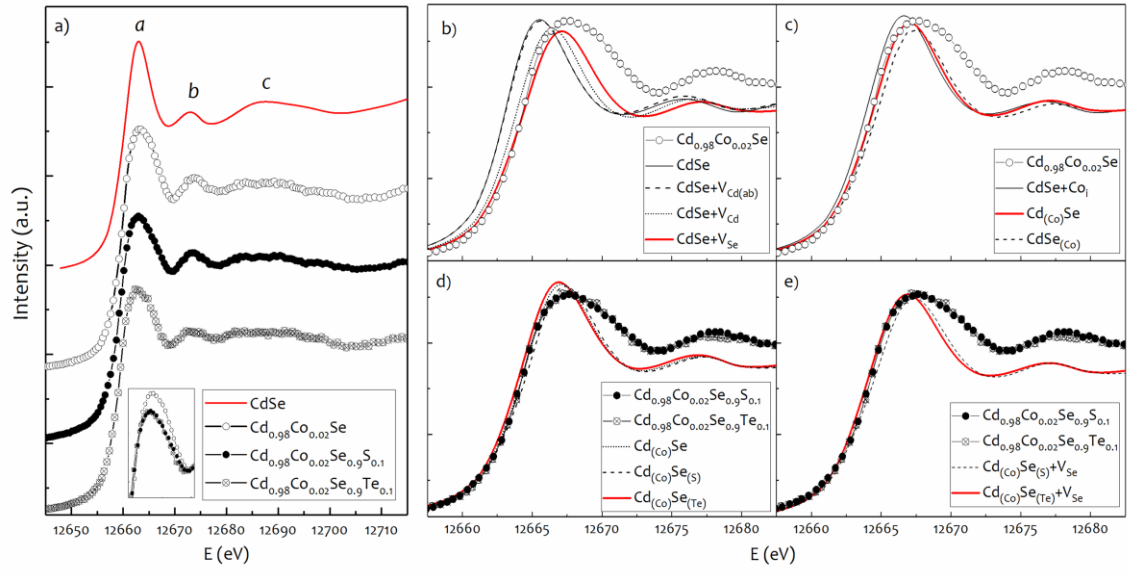 a)
a
b
c
Intensity (a.u.)
CdSe
Cd0.98Co0.02Se
Cd0.98Co0.02Se0.9S0.1
Cd0.98Co0.02Se0.9Te0.1
12650 12660 12670 12680 12690 12700 12710
E (eV)
b)
Cd0.98Co0.02Se
CdSe
CdSe+VCd(ab)
CdSe+VCd
CdSe+VSe
c)
Cd0.98Co0.02Se
CdSe+Coi
Cd(Co)Se
CdSe(Co)
d)
Cd0.98Co0.02Se0.9S0.1
Cd0.98Co0.02Se0.9Te0.1
Cd(Co)Se
Cd(Co)Se(S)
Cd(Co)Se(Te)
12660 12665 12670 12675 12680
E (eV)
e)
Cd0.98Co0.02Se0.9S0.1
Cd0.98Co0.02Se0.9Te0.1
Cd(Co)Se(S)+VSe
Cd(Co)Se(Te)+VSe
12660 12665 12670 12675 12680
E (eV)